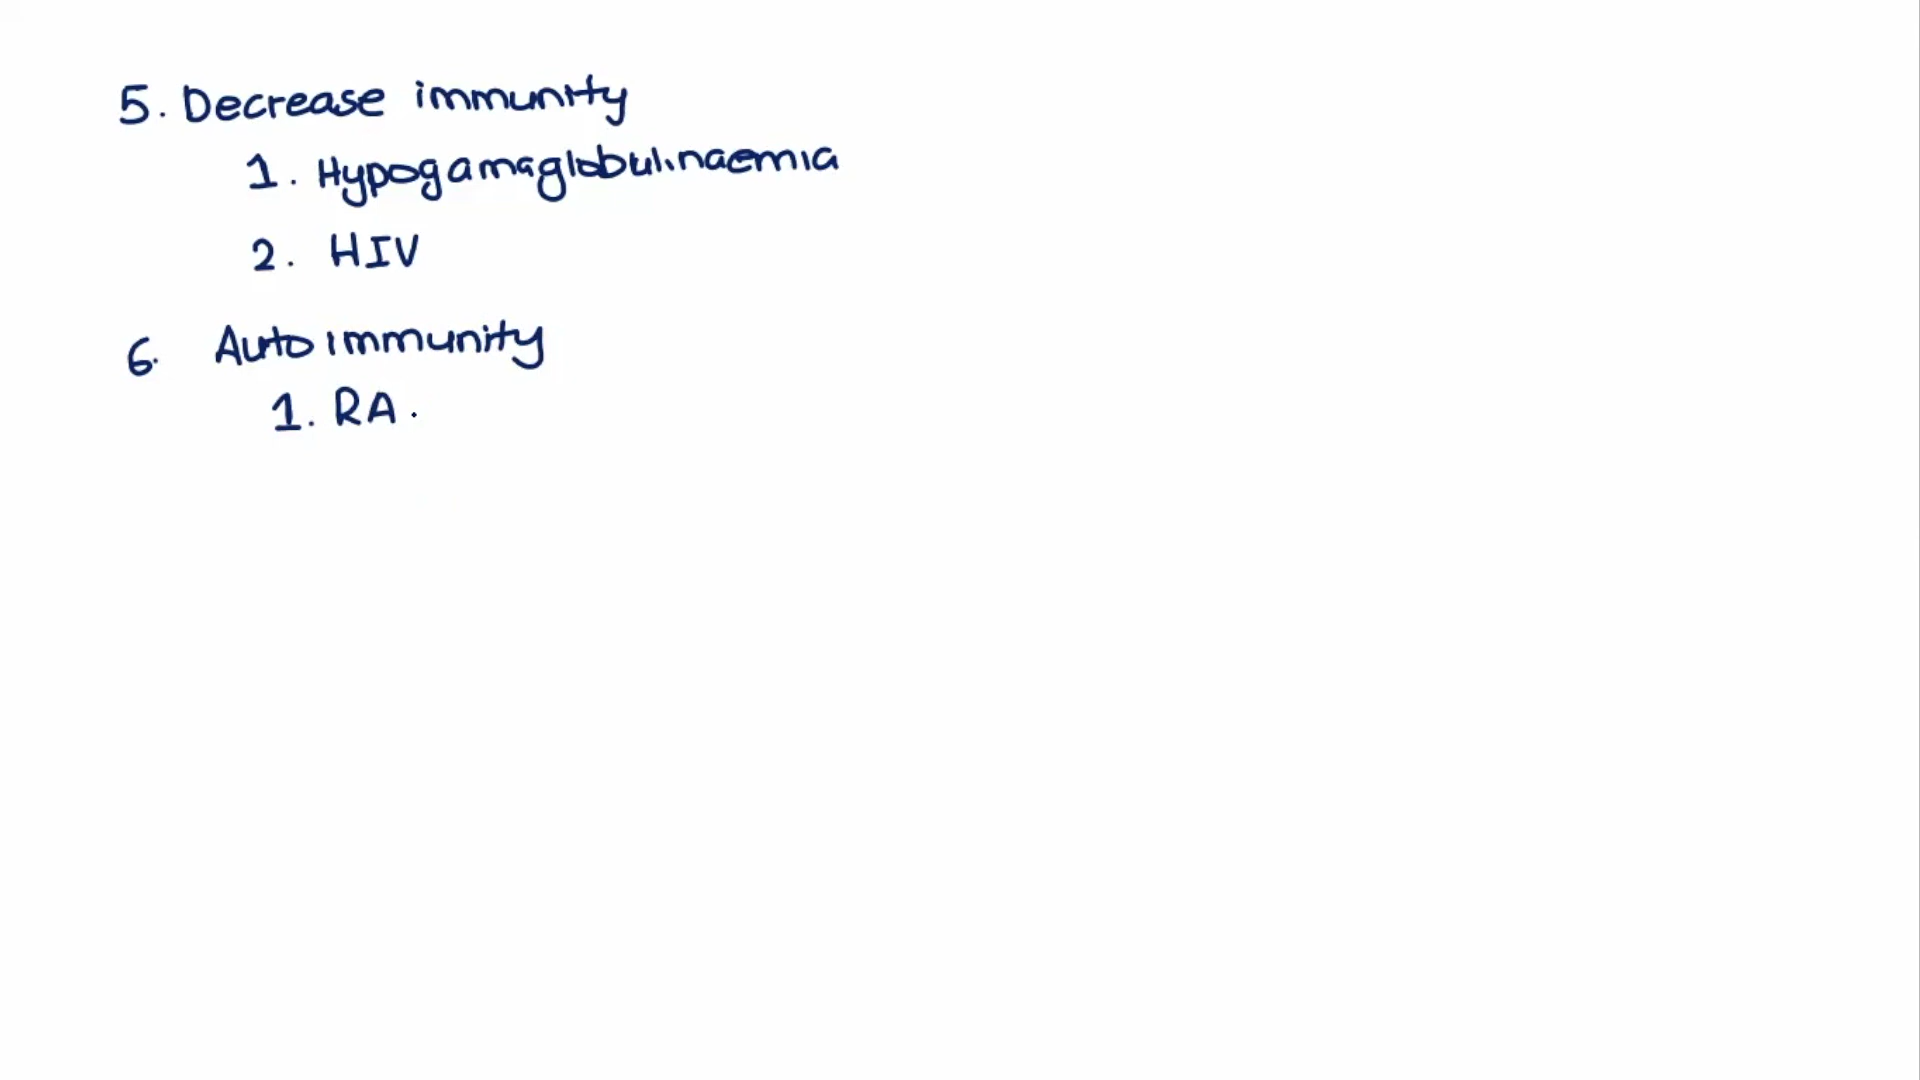 5. Decrease immunity
1. Hypogamaglobulinaemia
2. HIV
6. Autoimmunity
1. RA.